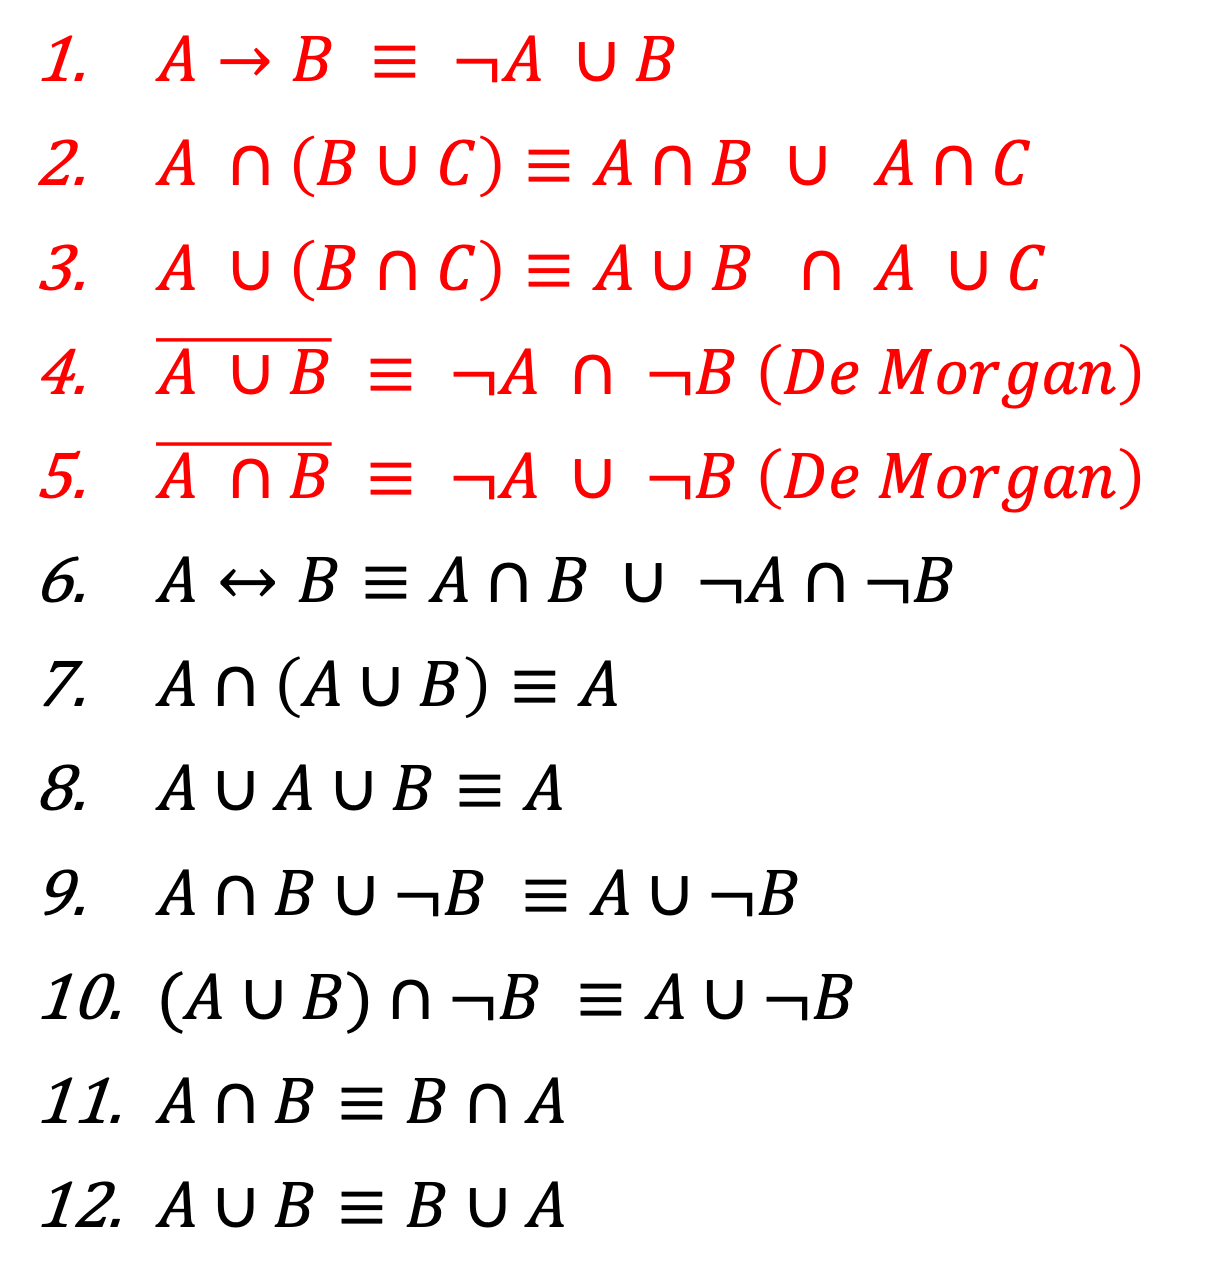 1. A → B ≡ ¬A ∪ B
2. A ∩ (B ∪ C) ≡ A ∩ B ∪ A ∩ C
3. A ∪ (B ∩ C) ≡ A ∪ B ∩ A ∪ C
4. A̅ ̅∪̅ ̅B̅ ≡ ¬A ∩ ¬B (De Morgan)
5. A̅ ̅∩̅ ̅B̅ ≡ ¬A ∪ ¬B (De Morgan)
6. A ↔ B ≡ A ∩ B ∪ ¬A ∩ ¬B
7. A ∩ (A ∪ B) ≡ A
8. A ∪ A ∪ B ≡ A
9. A ∩ B ∪ ¬B ≡ A ∪ ¬B
10. (A ∪ B) ∩ ¬B ≡ A ∪ ¬B
11. A ∩ B ≡ B ∩ A
12. A ∪ B ≡ B ∪ A